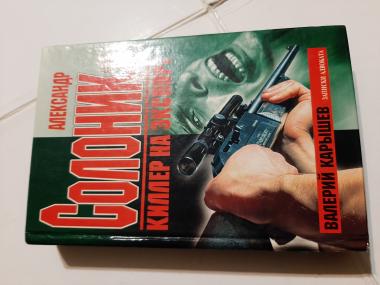 АЛЕКСАНДР
СОЛОНИК
КИЛЛЕР НА ЭКСПОРТ
ВАЛЕРИЙ КАРЫШЕВ
ЗАПИСКИ АДВОКАТА